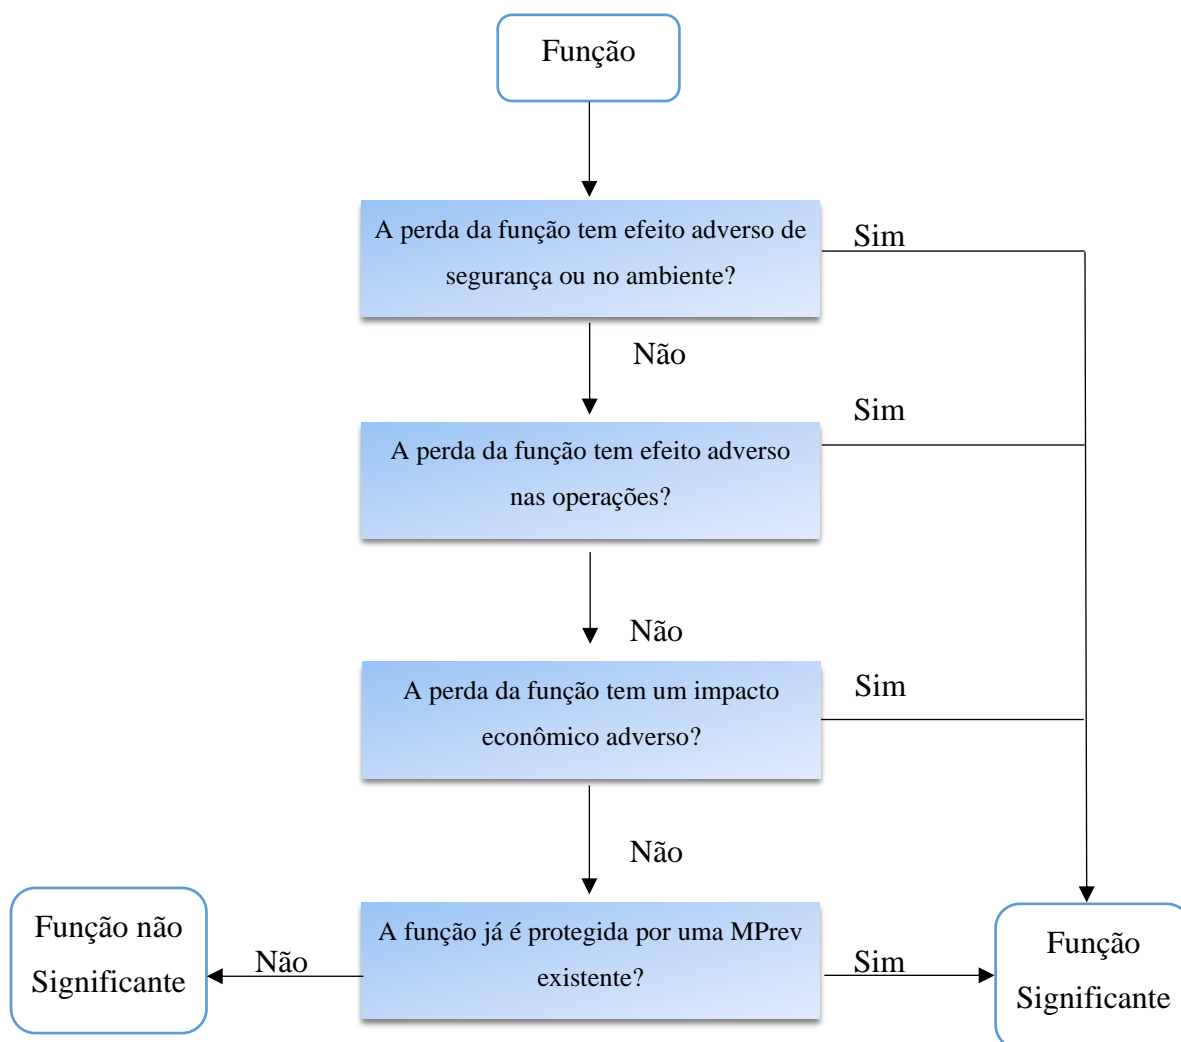 Função
A perda da função tem efeito adverso de
segurança ou no ambiente?
Sim
Não
A perda da função tem efeito adverso
nas operações?
Sim
Não
A perda da função tem um impacto
econômico adverso?
Sim
Não
A função já é protegida por uma MPrev
existente?
Não
Função não
Significante
Sim
Função
Significante